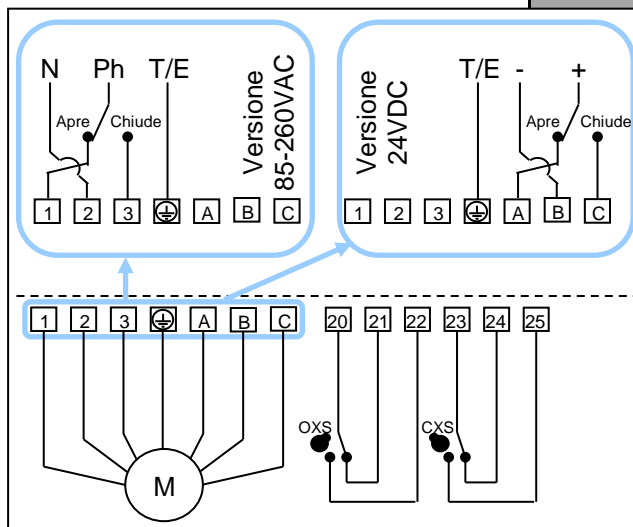 N Ph T/E
Apre Chiude
Versione
85-260VAC
1 2 3 A B C
Versione
24VDC
T/E - +
Apre Chiude
1 2 3 A B C
1 2 3 A B C 20 21 22 23 24 25
OXS CXS
M